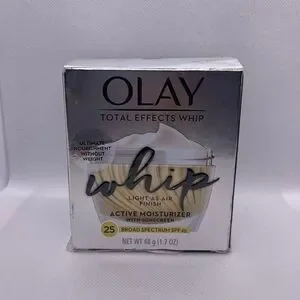 OLAY
TOTAL EFFECTS WHIP
ULTIMATE
NOURISHMENT
WITHOUT
WEIGHT
whip
LIGHT AS AIR
FINISH
ACTIVE MOISTURIZER
WITH SUNSCREEN
25 BROAD SPECTRUM SPF 25
NET WT 48 g (1.7 OZ)